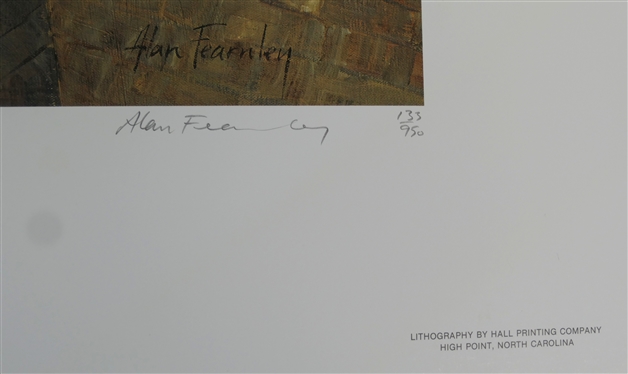 Alan Fearnley
Alan Fearnley
133
950
LITHOGRAPHY BY HALL PRINTING COMPANY
HIGH POINT, NORTH CAROLINA